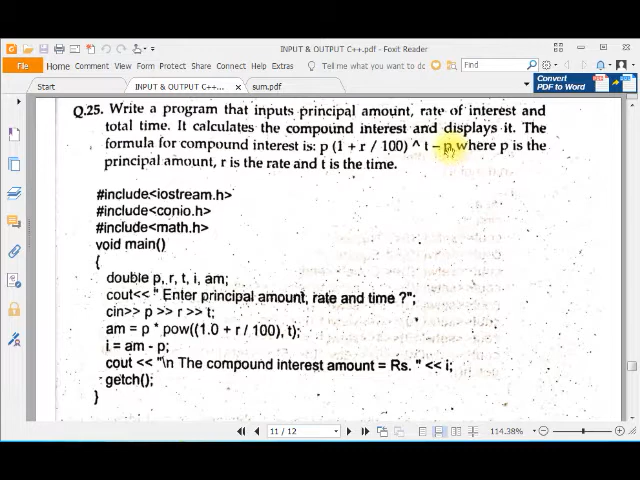 INPUT & OUTPUT C++.pdf - Foxit Reader
File Home Comment View Form Protect Share Connect Help Extras Tell me what you want to do... Find
Start INPUT & OUTPUT C++.pdf sum.pdf
Convert
PDF to Word
Q.25. Write a program that inputs principal amount, rate of interest and
total time. It calculates the compound interest and displays it. The
formula for compound interest is: p (1 + r / 100) ^ t – p where p is the
principal amount, r is the rate and t is the time.
#include<iostream.h>
#include<conio.h>
#include<math.h>
void main()
{
double p, r, t, i, am;
cout<< " Enter principal amount, rate and time ?";
cin>> p >> r >> t;
am = p * pow((1.0 + r / 100), t);
i = am - p;
cout << "\n The compound interest amount = Rs. " << i;
getch();
}
11 / 12 114.38%